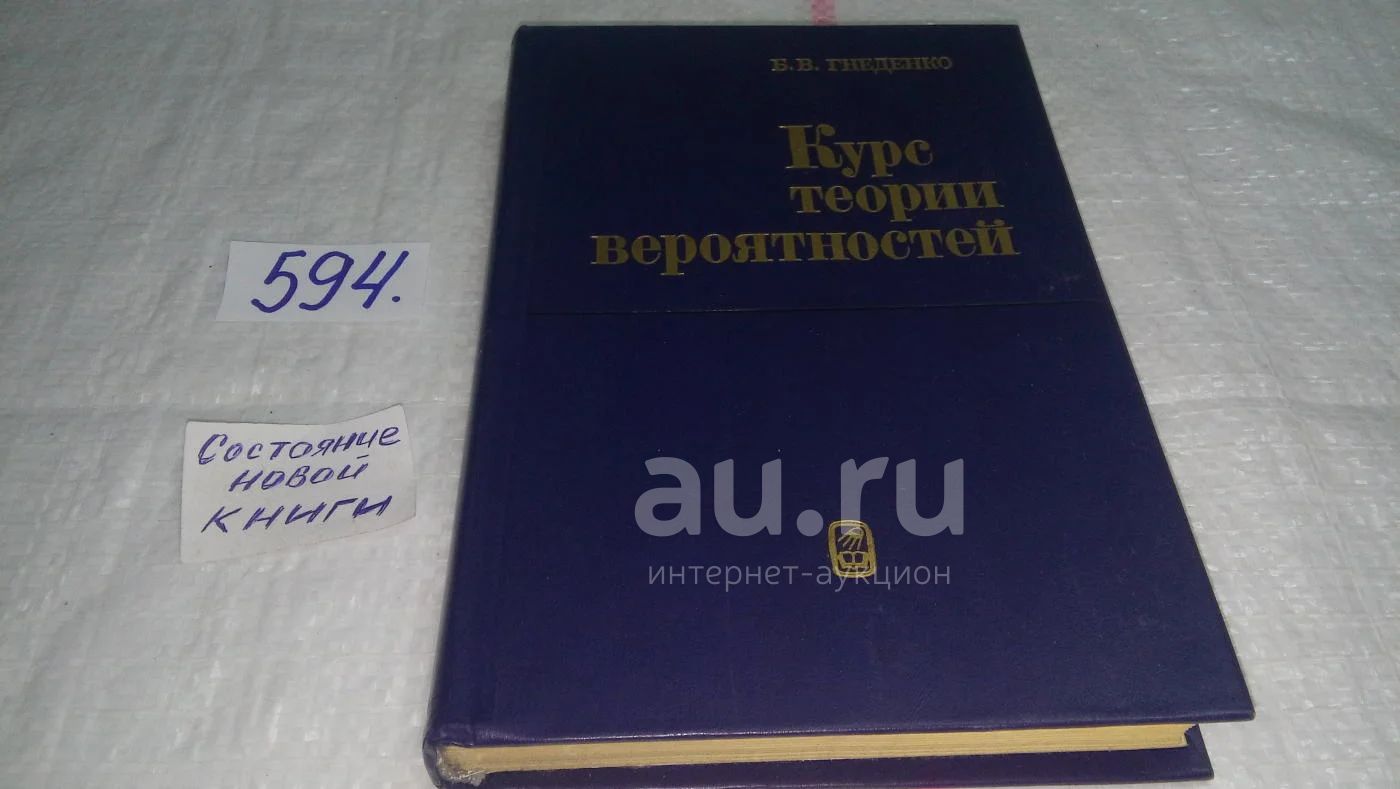 Б. В. ГНЕДЕНКО
Курс
теории
вероятностей
594.
Состояние
новой
книги
au.ru
интернет-аукцион